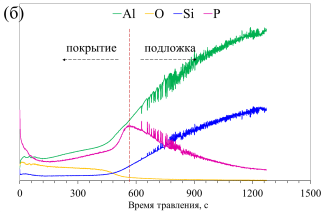 (б) —Al —O —Si —P
покрытие подложка
0 300 600 900 1200 1500
Время травления, с